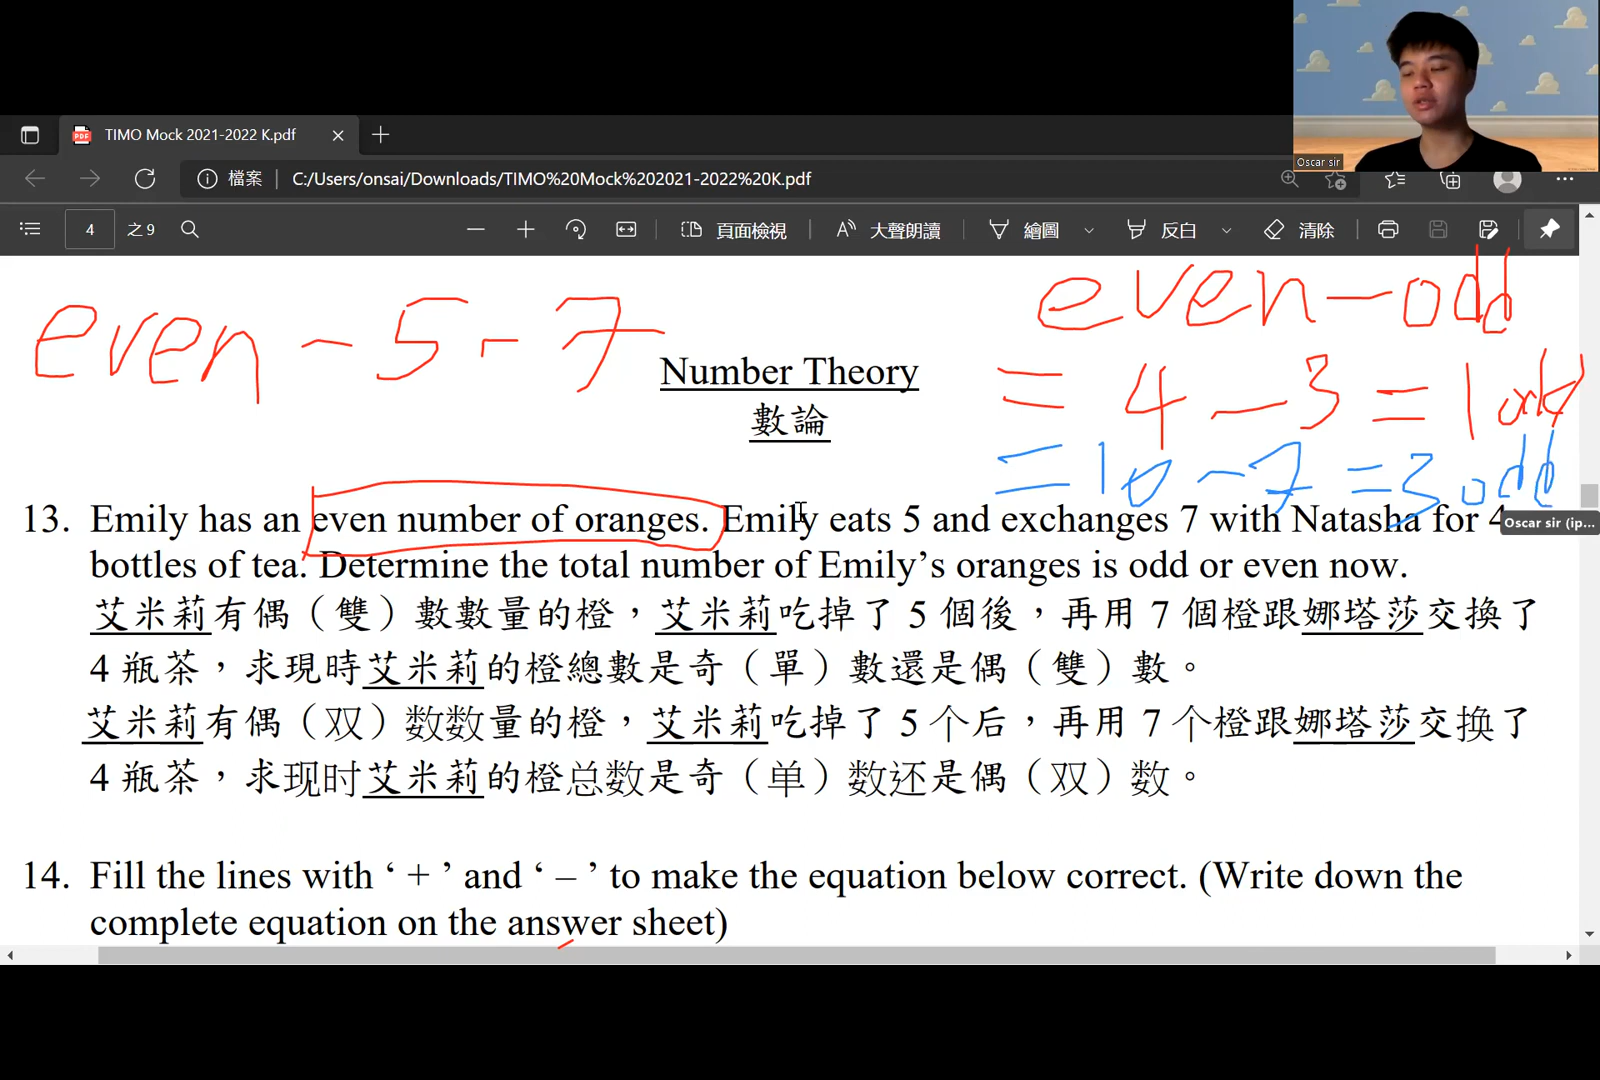 Oscar sir
TIMO Mock 2021-2022 K.pdf
檔案 C:/Users/onsai/Downloads/TIMO%20Mock%202021-2022%20K.pdf
4 之 9 頁面檢視 大聲朗讀 繪圖 反白 清除
even - odd
even - 5 - 7
Number Theory
= 4 - 3 = 1 odd
數論
= 10 - 7 = 3 odd
13. Emily has an even number of oranges. Emily eats 5 and exchanges 7 with Natasha for 4
Oscar sir (ip...
bottles of tea. Determine the total number of Emily's oranges is odd or even now.
艾米莉有偶（雙）數數量的橙，艾米莉吃掉了 5 個後，再用 7 個橙跟娜塔莎交換了
4 瓶茶，求現時艾米莉的橙總數是奇（單）數還是偶（雙）數。
艾米莉有偶（双）数数量的橙，艾米莉吃掉了 5 个后，再用 7 个橙跟娜塔莎交换了
4 瓶茶，求现时艾米莉的橙总数是奇（单）数还是偶（双）数。
14. Fill the lines with ‘ + ’ and ‘ – ’ to make the equation below correct. (Write down the
complete equation on the answer sheet)